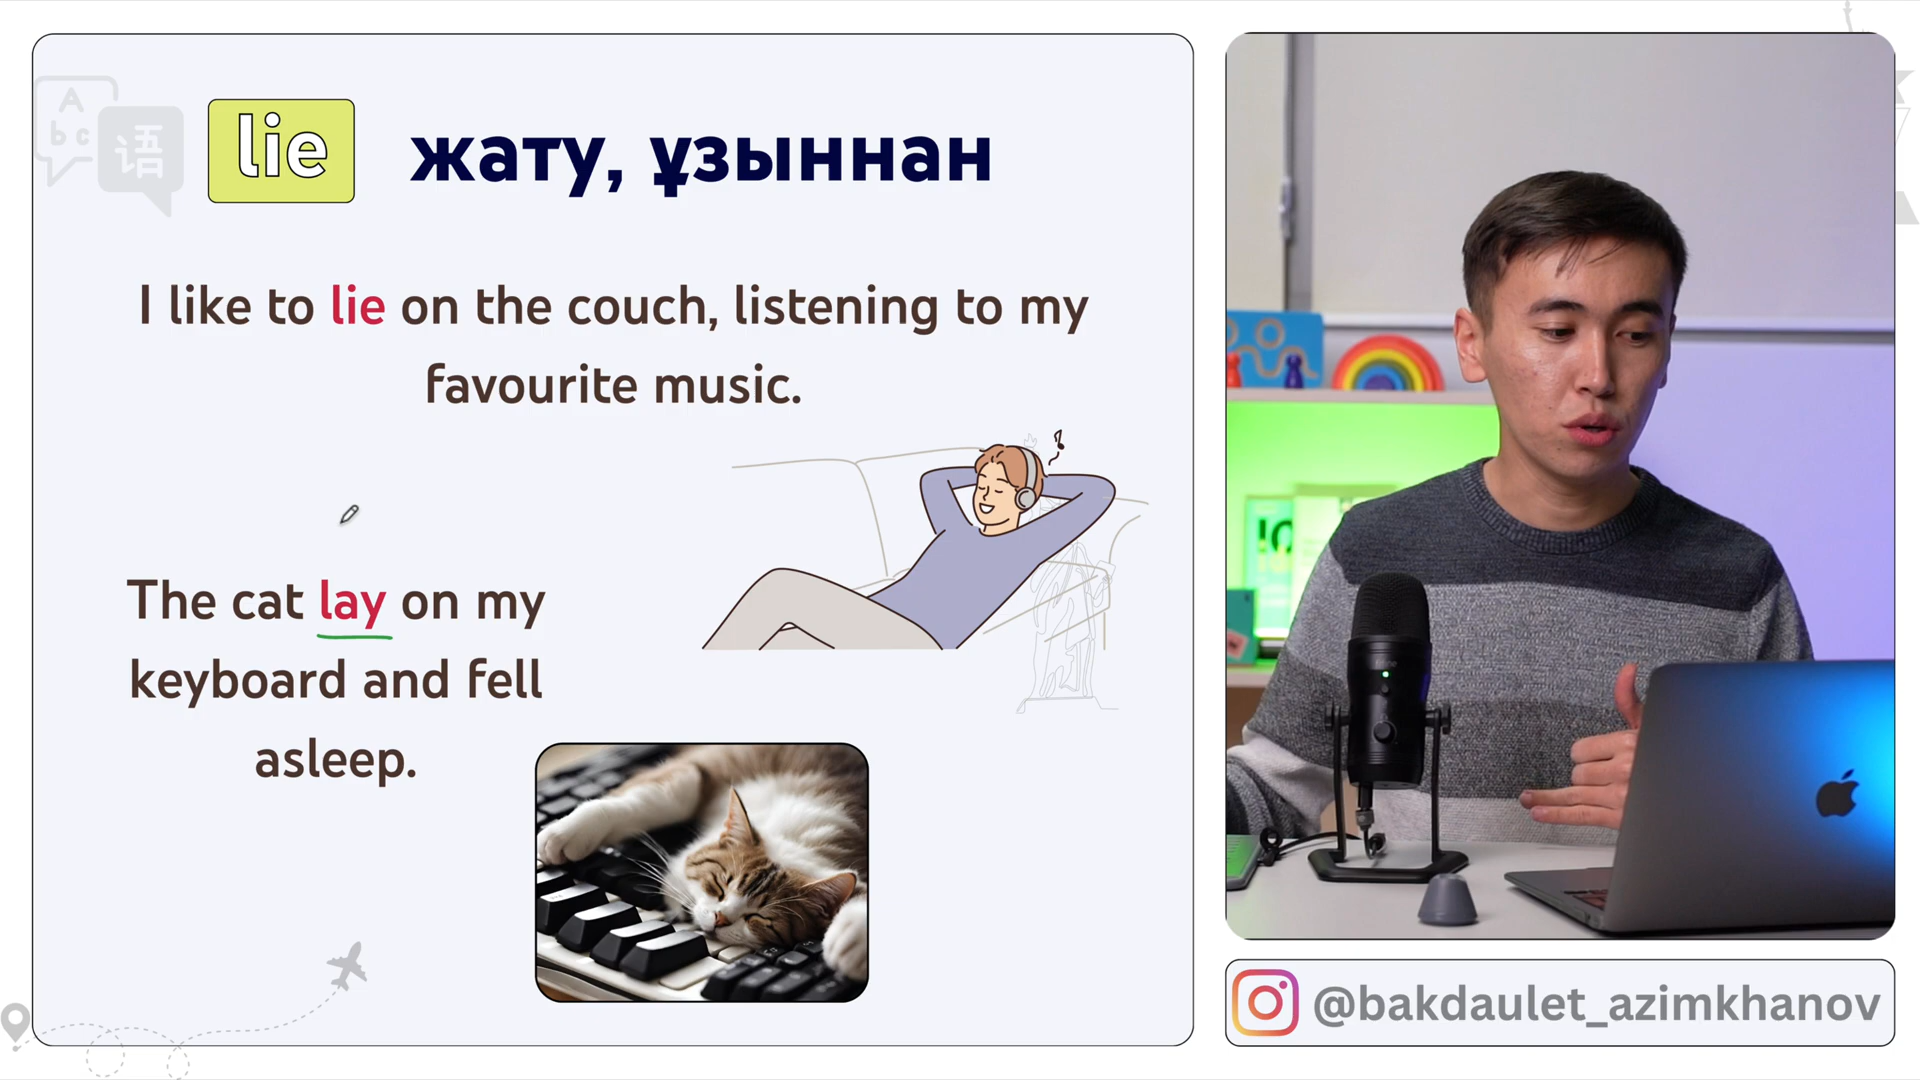 A
b c
语
lie
жату, ұзыннан
I like to lie on the couch, listening to my
favourite music.
The cat lay on my
keyboard and fell
asleep.
@bakdaulet_azimkhanov